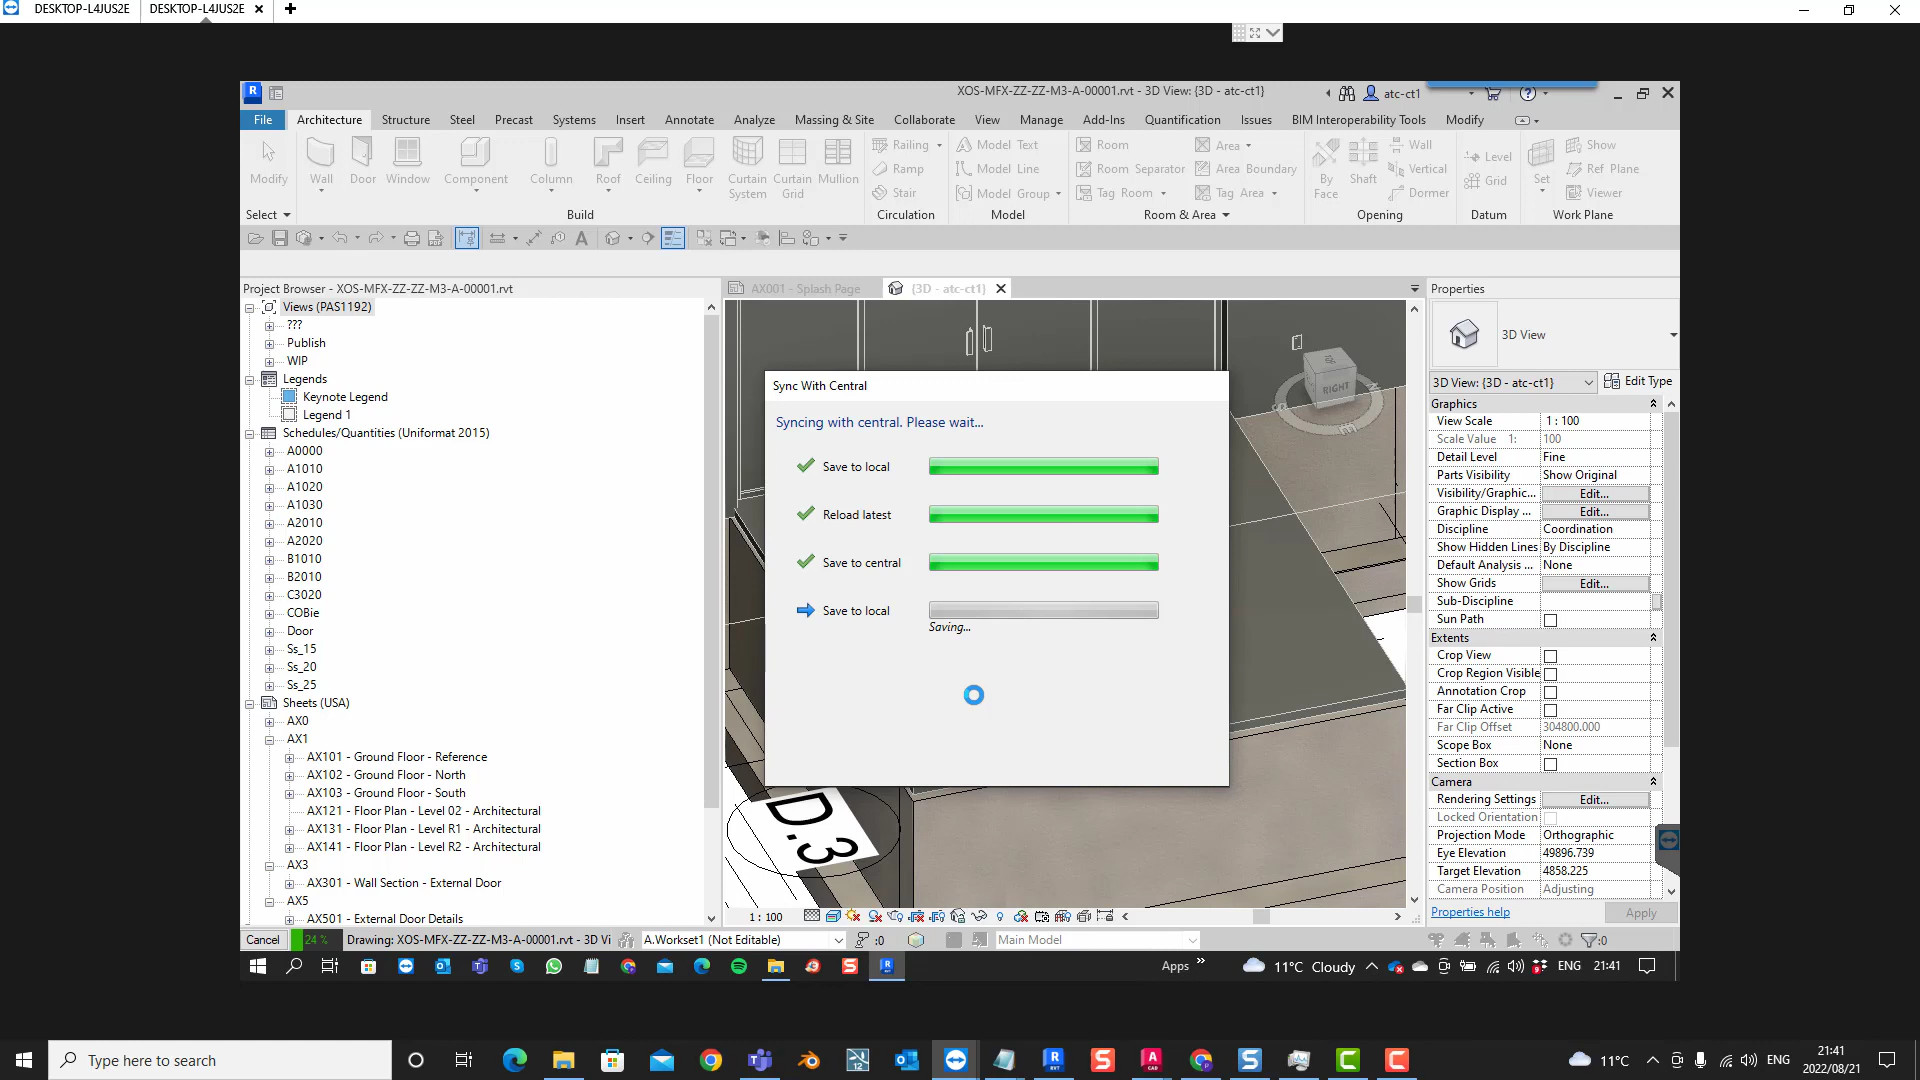 DESKTOP-L4JUS2E DESKTOP-L4JUS2E
XOS-MFX-ZZ-ZZ-M3-A-00001.rvt - 3D View: {3D - atc-ct1} atc-ct1
File Architecture Structure Steel Precast Systems Insert Annotate Analyze Massing & Site Collaborate View Manage Add-Ins Quantification Issues BIM Interoperability Tools Modify
Modify Wall Door Window Component Column Roof Ceiling Floor Curtain System Curtain Grid Mullion
Railing
Ramp
Stair
Model Text
Model Line
Model Group
Room
Room Separator
Tag Room
Area
Area Boundary
Tag Area
By Face
Shaft
Wall
Vertical
Dormer
Level
Grid
Set
Show
Ref Plane
Viewer
Select Build Circulation Model Room & Area Opening Datum Work Plane
Project Browser - XOS-MFX-ZZ-ZZ-M3-A-00001.rvt
Views (PAS1192)
???
Publish
WIP
Legends
Keynote Legend
Legend 1
Schedules/Quantities (Uniformat 2015)
A0000
A1010
A1020
A1030
A2010
A2020
B1010
B2010
C3020
COBie
Door
Ss_15
Ss_20
Ss_25
Sheets (USA)
AX0
AX1
AX101 - Ground Floor - Reference
AX102 - Ground Floor - North
AX103 - Ground Floor - South
AX121 - Floor Plan - Level 02 - Architectural
AX131 - Floor Plan - Level R1 - Architectural
AX141 - Floor Plan - Level R2 - Architectural
AX3
AX301 - Wall Section - External Door
AX5
AX501 - External Door Details
AX001 - Splash Page {3D - atc-ct1}
RIGHT
Sync With Central
Syncing with central. Please wait...
Save to local
Reload latest
Save to central
Save to local
Saving...
D.3
1 : 100
Properties
3D View
3D View: {3D - atc-ct1} Edit Type
Graphics
View Scale 1 : 100
Scale Value 1: 100
Detail Level Fine
Parts Visibility Show Original
Visibility/Graphic... Edit...
Graphic Display ... Edit...
Discipline Coordination
Show Hidden Lines By Discipline
Default Analysis ... None
Show Grids Edit...
Sub-Discipline
Sun Path
Extents
Crop View
Crop Region Visible
Annotation Crop
Far Clip Active
Far Clip Offset 304800.000
Scope Box None
Section Box
Camera
Rendering Settings Edit...
Locked Orientation
Projection Mode Orthographic
Eye Elevation 49896.739
Target Elevation 4858.225
Camera Position Adjusting
Properties help Apply
Cancel 24 % Drawing: XOS-MFX-ZZ-ZZ-M3-A-00001.rvt - 3D Vi A.Workset1 (Not Editable) :0 Main Model :0
Apps » 11°C Cloudy ENG 21:41
Type here to search 11°C ENG 21:41
2022/08/21